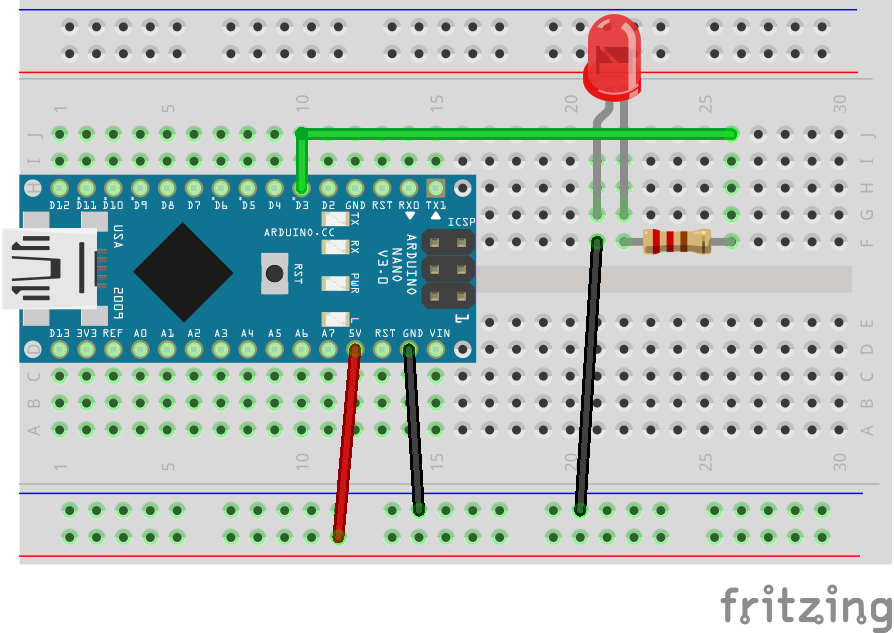 1 5 10 15 20 25 30
J J
I I
H H
D12 D11 D10 D9 D8 D7 D6 D5 D4 D3 D2 GND RST RX0 TX1
G
TX
ICSP
ARDUINO.CC
F F
USA
RX
RST
ARDUINO
NANO
V3.0
PWR
2009
L
1
D13 3V3 REF A0 A1 A2 A3 A4 A5 A6 A7 5V RST GND VIN
E
D D
C C
B B
A A
1 5 10 15 20 25 30
fritzing